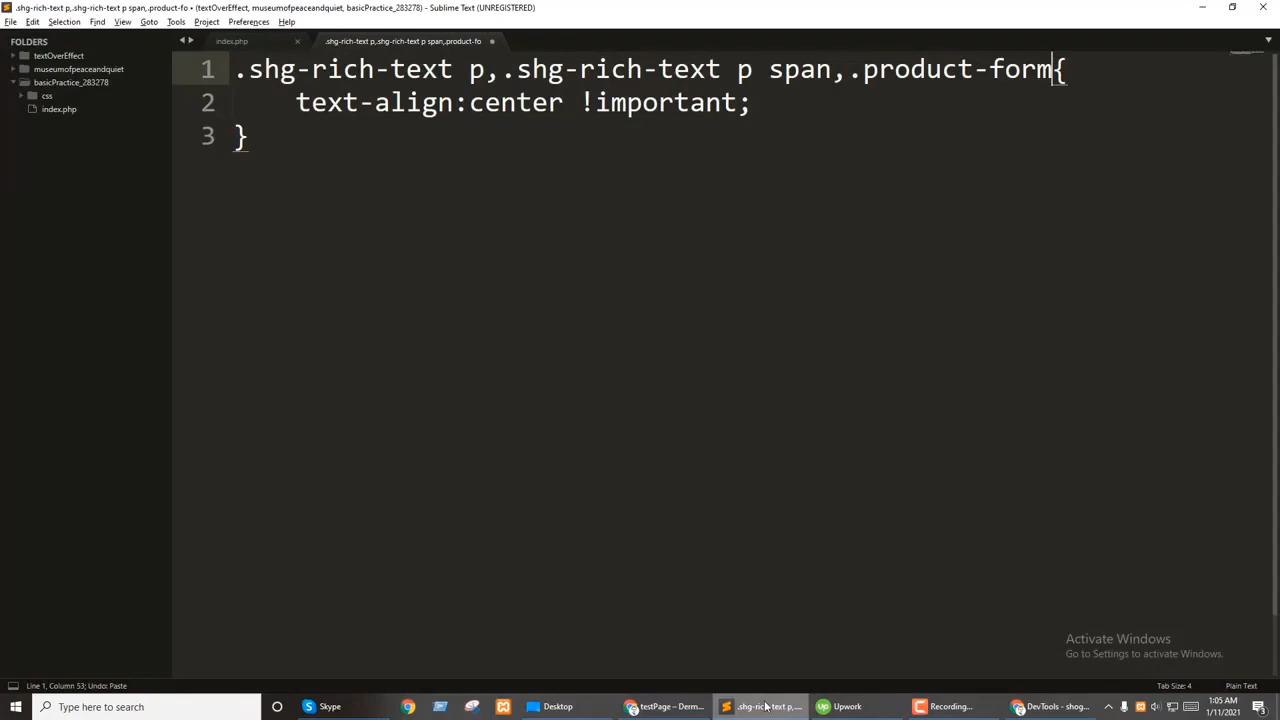 .shg-rich-text p,.shg-rich-text p span,.product-fo • (textOverEffect, museumofpeaceandquiet, basicPractice_283278) - Sublime Text (UNREGISTERED)
File Edit Selection Find View Goto Tools Project Preferences Help
FOLDERS
index.php
.shg-rich-text p,.shg-rich-text p span,.product-fo
textOverEffect
museumofpeaceandquiet
basicPractice_283278
css
index.php
1 .shg-rich-text p,.shg-rich-text p span,.product-form{
2 text-align:center !important;
3 }
Activate Windows
Go to Settings to activate Windows.
Line 1, Column 53; Undo: Paste
Tab Size: 4
Plain Text
Type here to search
Skype
Desktop
testPage – Derm...
.shg-rich-text p,...
Upwork
Recording...
DevTools - shog...
1:05 AM
1/11/2021